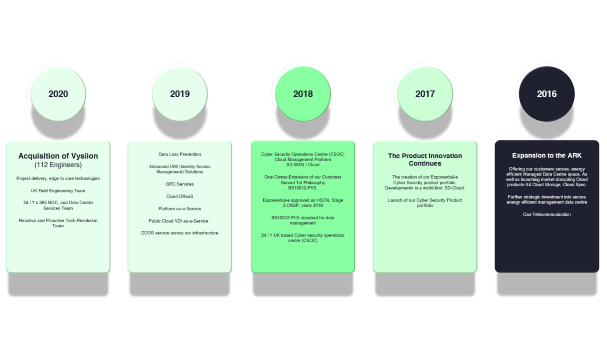 2020
Acquisition of Vysiion
(112 Engineers)
Project delivery, edge to core technologies
UK Field Engineering Team
24 / 7 x 365 NOC, and Data Centre
Services Team
Reactive and Proactive Tech Resolution
Team
2019
Data Loss Prevention
Advanced IAM (Identity Access
Management) Solutions
GRC Services
Cloud DRaaS
Platform-as-a-Service
Public Cloud VDI as-a-Service
DDOS service across our infrastructure
2018
Cyber Security Operations Centre (CSOC)
Cloud Management Platform
SD-WAN / Cloud
One Owner-Extension of our Customer
Service 1st Philosophy
Exponential-e approved as HSCN, Stage
2 CNSP, since 2018
standard for data
management
24 / 7 UK based Cyber security operations
centre (CSOC)
2017
The Product Innovation
Continues
The creation of our Exponential-e
Cyber Security product portfolio.
Developments in a world-first: SD-Cloud.
Launch of our Cyber Security Product
portfolio
2016
Expansion to the ARK
Offering our customers secure, energy
efficient Managed Data Centre space. As
well as launching market disrupting Cloud
products-Sd Cloud Storage, Cloud Sync.
Further strategic investment into secure
energy efficient management data centre